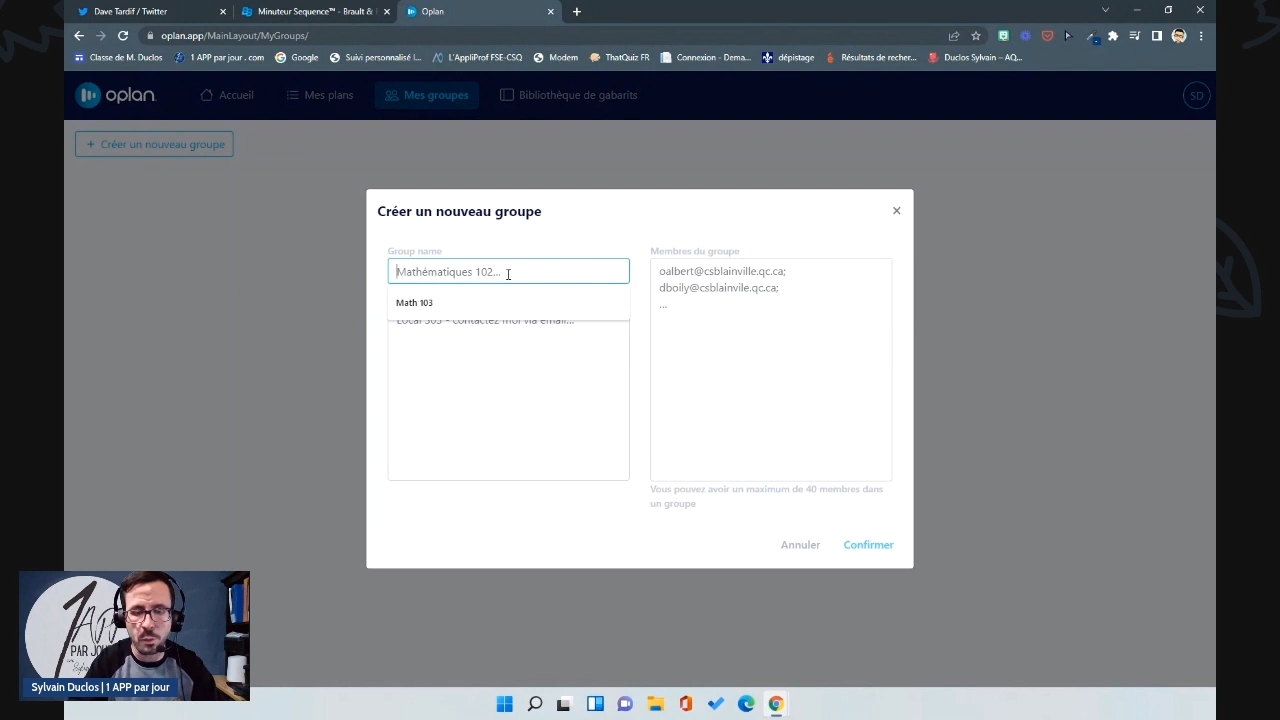 Dave Tardif / Twitter
Minuteur Sequence™ - Brault &
Oplan
oplan.app/MainLayout/MyGroups/
Classe de M. Duclos
1 APP par jour . com
Google
Suivi personnalisé I...
L'AppliProf FSE-CSQ
Modem
ThatQuiz FR
Connexion - Dema...
dépistage
Résultats de recher...
Duclos Sylvain – AQ...
oplan
Accueil
Mes plans
Mes groupes
Bibliothèque de gabarits
SD
+ Créer un nouveau groupe
Créer un nouveau groupe
Group name
Mathématiques 102...
Math 103
Local 303 - contactez moi via email...
Membres du groupe
oalbert@csblainville.qc.ca;
dboily@csblainvile.qc.ca;
...
Vous pouvez avoir un maximum de 40 membres dans
un groupe
Annuler
Confirmer
1 APP
PAR JOUR
Sylvain Duclos | 1 APP par jour